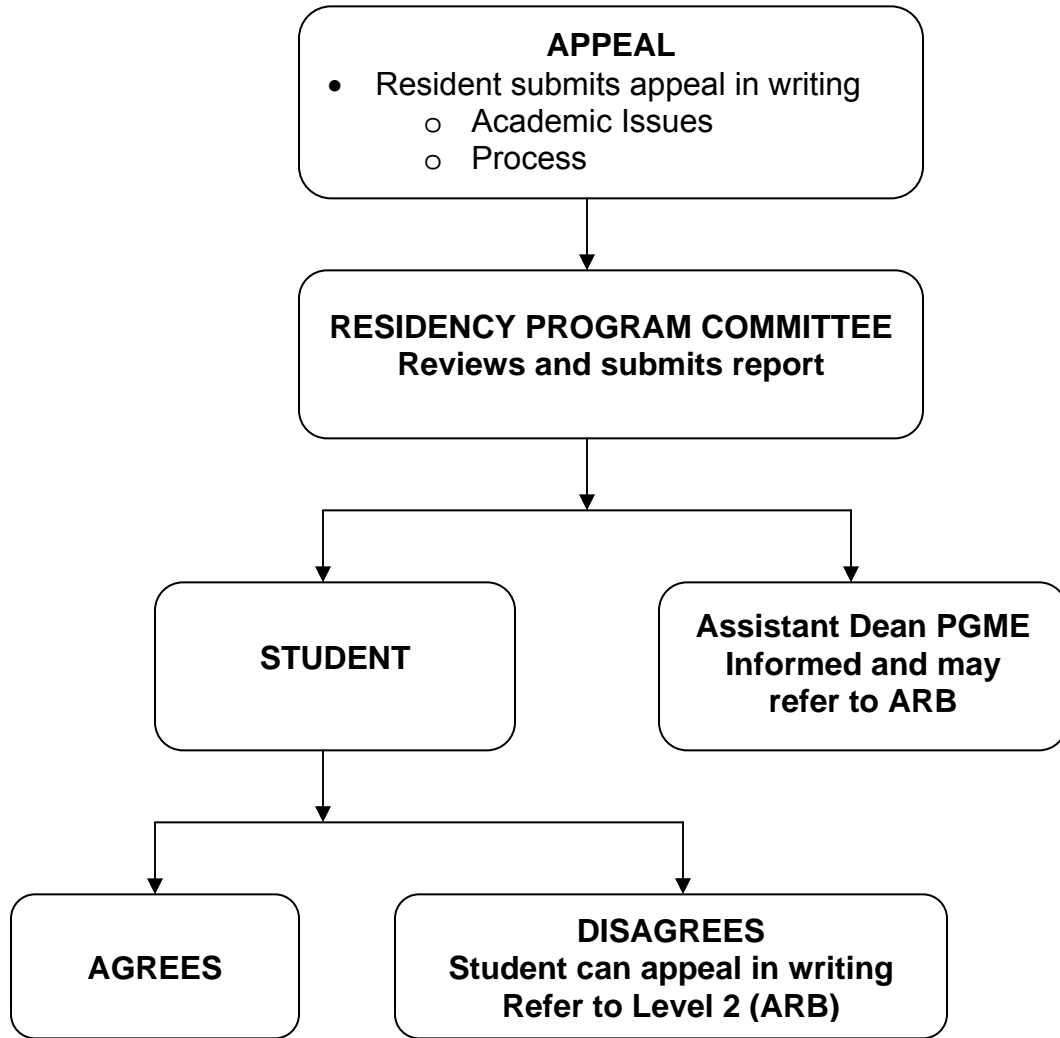 APPEAL
• Resident submits appeal in writing
o Academic Issues
o Process
RESIDENCY PROGRAM COMMITTEE
Reviews and submits report
STUDENT
Assistant Dean PGME
Informed and may
refer to ARB
AGREES
DISAGREES
Student can appeal in writing
Refer to Level 2 (ARB)